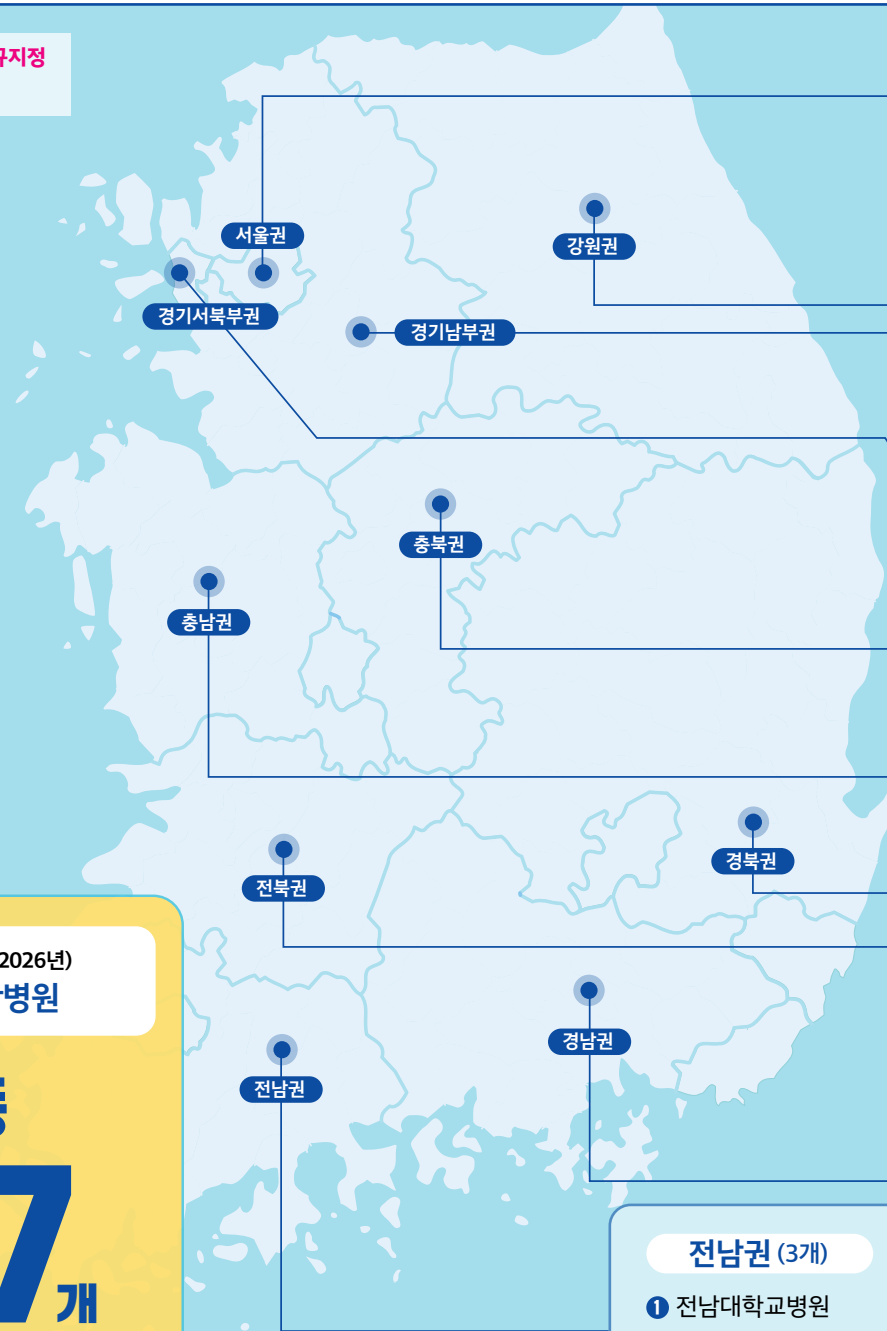 규지정
서울권
강원권
경기서북부권
경기남부권
충북권
충남권
경북권
전북권
2026년)
병원
경남권
전남권
7개
전남권 (3개)
❶ 전남대학교병원